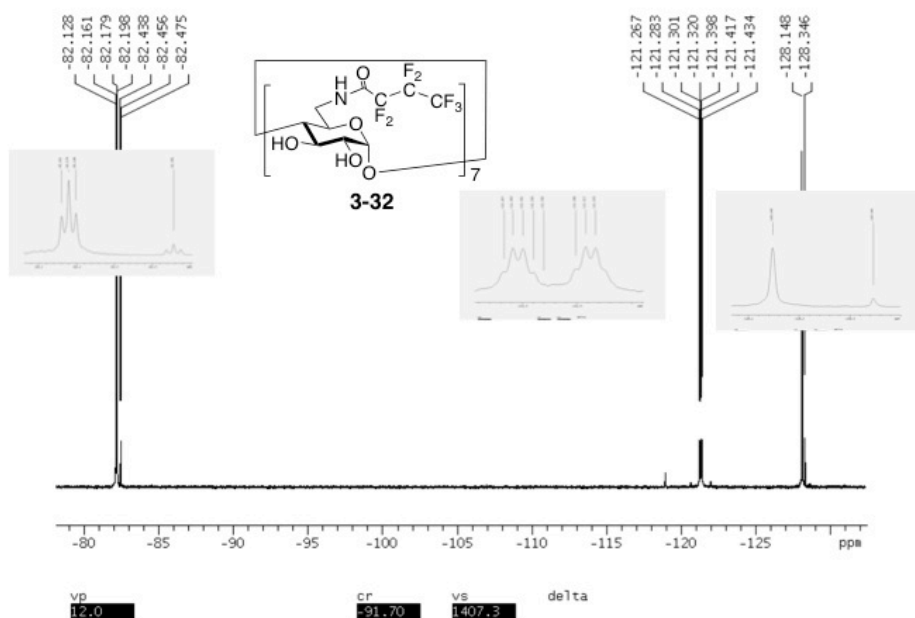 -82.128
-82.161
-82.179
-82.198
-82.438
-82.456
-82.475
-121.267
-121.283
-121.301
-121.320
-121.398
-121.417
-121.434
-128.148
-128.346
O
F2
N
H
C
C
CF3
C
F2
F2
O
HO
HO
O
7
3-32
-80 -85 -90 -95 -100 -105 -110 -115 -120 ppm
vp cr vs delta
12.0 -91.70 1407.3